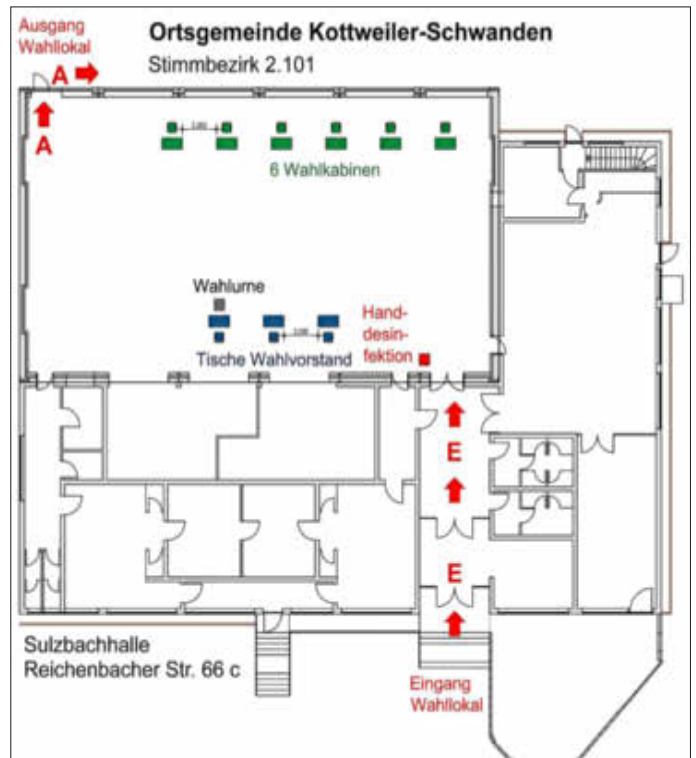 Ausgang
Wahllokal
Ortsgemeinde Kottweiler-Schwanden
Stimmbezirk 2.101
A
A
6 Wahlkabinen
Wahlurne
Tische Wahlvorstand
Hand-
desin-
fektion
E
E
Sulzbachhalle
Reichenbacher Str. 66 c
Eingang
Wahllokal